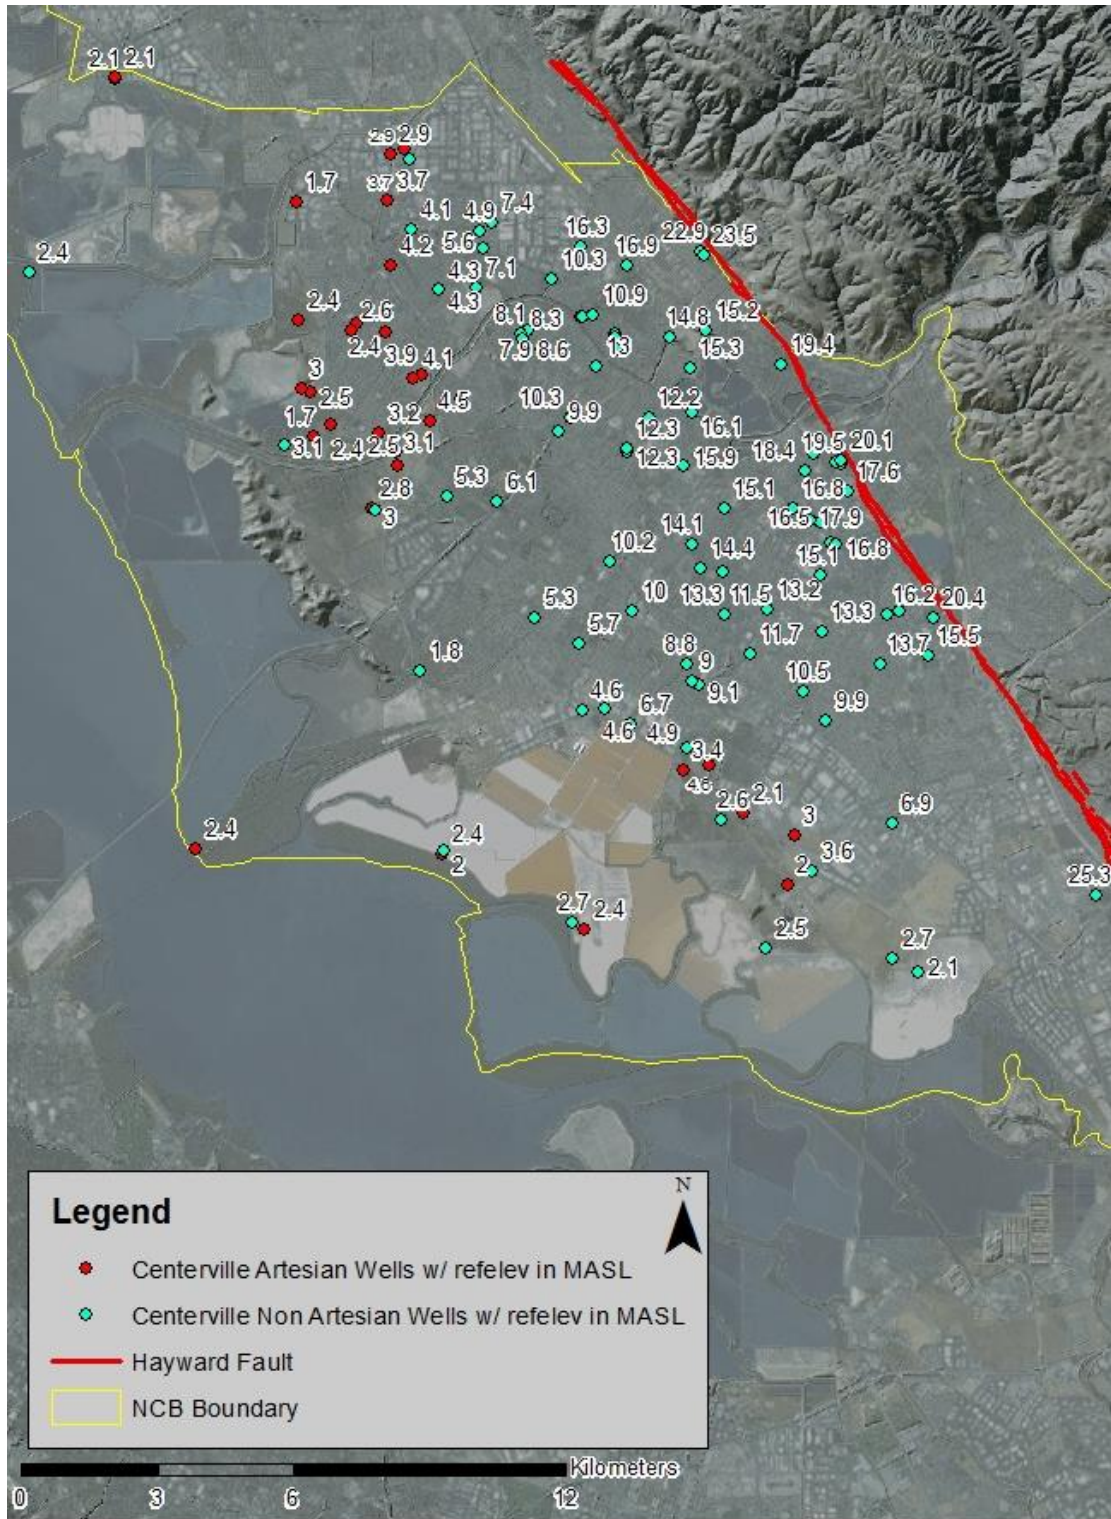 2.1 2.1
2.9 2.9
1.7 3.7 3.7
4.1 4.9 7.4
16.3 22.9 23.5
4.2 5.6 16.9
2.4 4.3 7.1 10.3
4.3
2.4 2.6 8.1 8.3 10.9 14.8 15.2
2.4 3.9 4.1 7.9 8.6 13 15.3 19.4
3 2.5 4.5 10.3 9.9 12.2 16.1
1.7 3.2 12.3
3.1 2.4 2.5 3.1 12.3 15.9 18.4 19.5 20.1
17.6
2.8 5.3 6.1 15.1 16.8
3 16.5 17.9
14.1 16.8
10.2 14.4 15.1
5.3 10 13.3 11.5 13.2 16.2 20.4
5.7 13.3
1.8 8.8 9 11.7 13.7 15.5
9.1 10.5
4.6 6.7 9.9
4.6 4.9 3.4
4.6
2.6 2.1
2.4 2.4 3 6.9
2 2 3.6 25.3
2.7 2.4
2.5 2.7
2.1
N
Legend
Centerville Artesian Wells w/ refelev in MASL
Centerville Non Artesian Wells w/ refelev in MASL
Hayward Fault
NCB Boundary
Kilometers
0 3 6 12